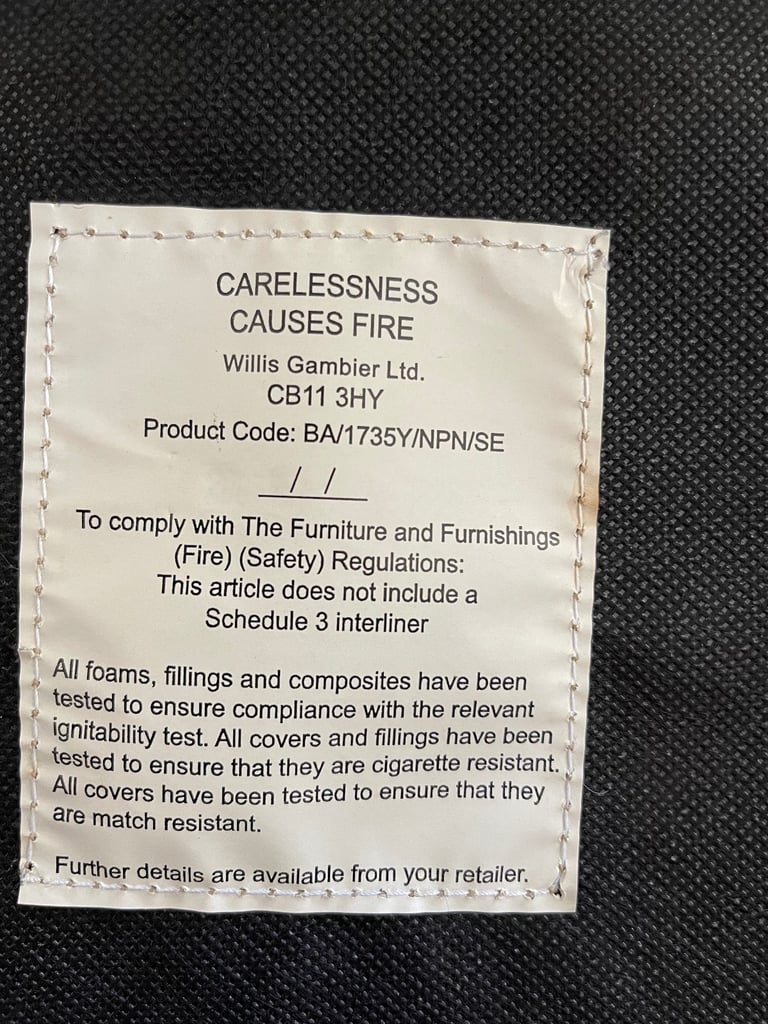 CARELESSNESS
CAUSES FIRE
Willis Gambier Ltd.
CB11 3HY
Product Code: BA/1735Y/NPN/SE
/ /
To comply with The Furniture and Furnishings
(Fire) (Safety) Regulations:
This article does not include a
Schedule 3 interliner
All foams, fillings and composites have been
tested to ensure compliance with the relevant
ignitability test. All covers and fillings have been
tested to ensure that they are cigarette resistant.
All covers have been tested to ensure that they
are match resistant.
Further details are available from your retailer.